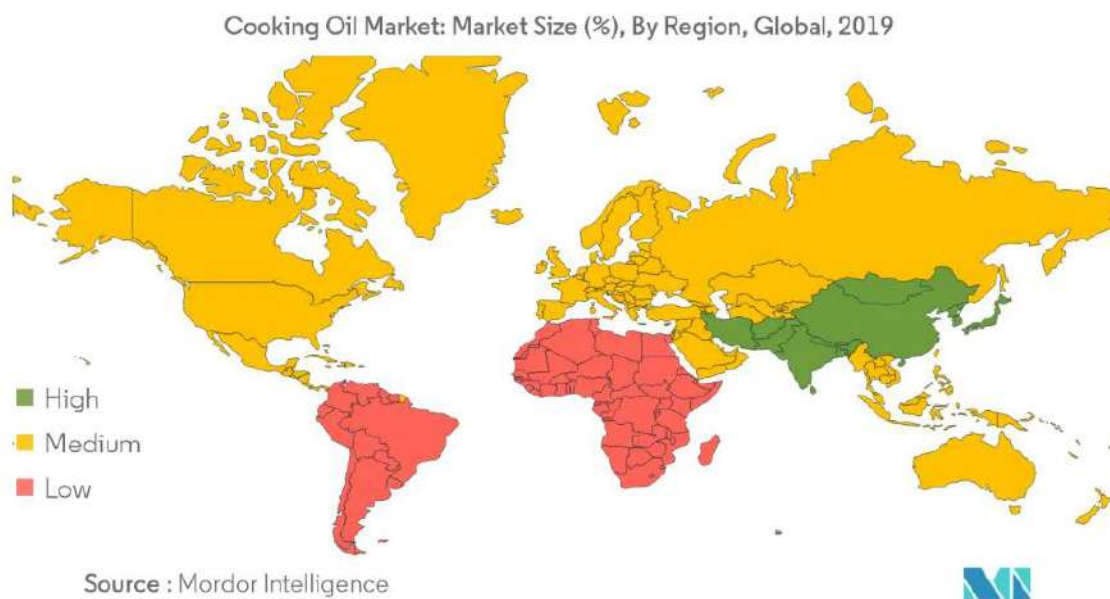 Cooking Oil Market: Market Size (%), By Region, Global, 2019
High
Medium
Low
Source : Mordor Intelligence